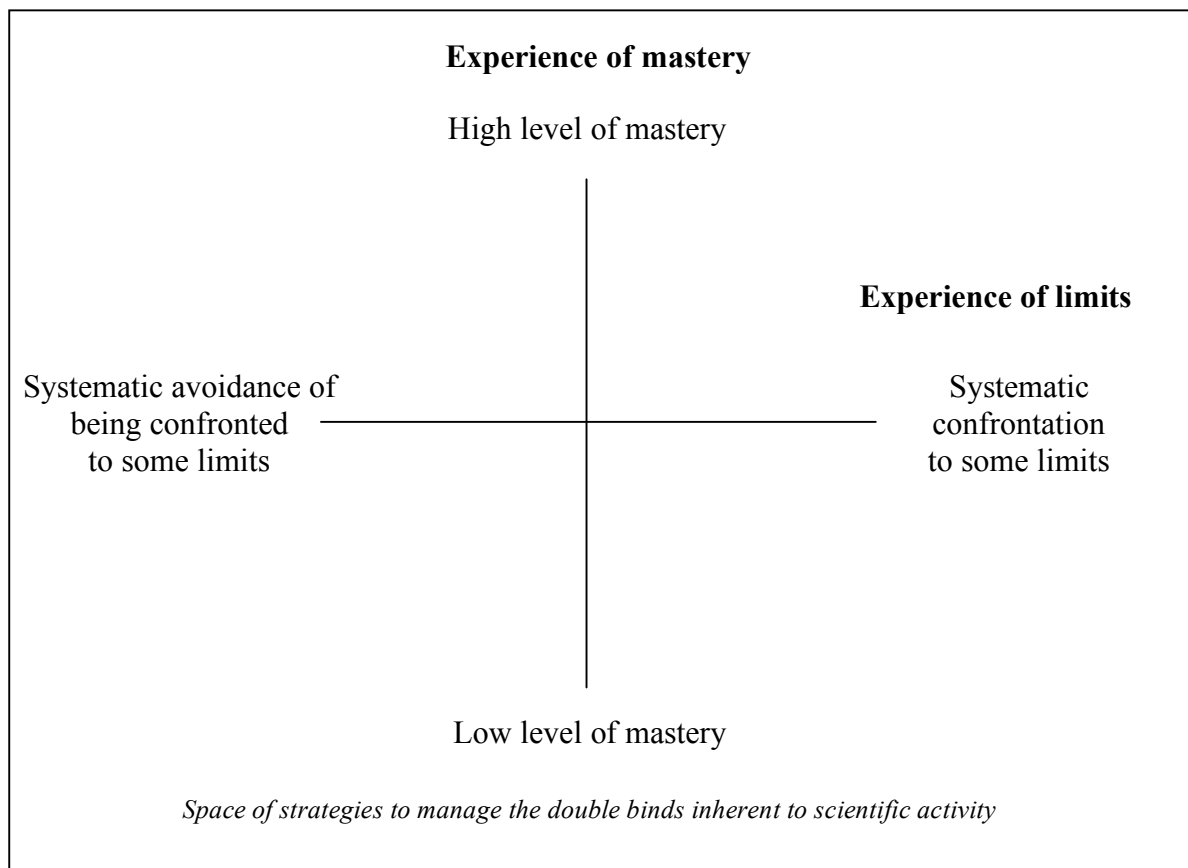 Experience of mastery
High level of mastery
Experience of limits
Systematic avoidance of
being confronted
to some limits
Systematic
confrontation
to some limits
Low level of mastery
Space of strategies to manage the double binds inherent to scientific activity